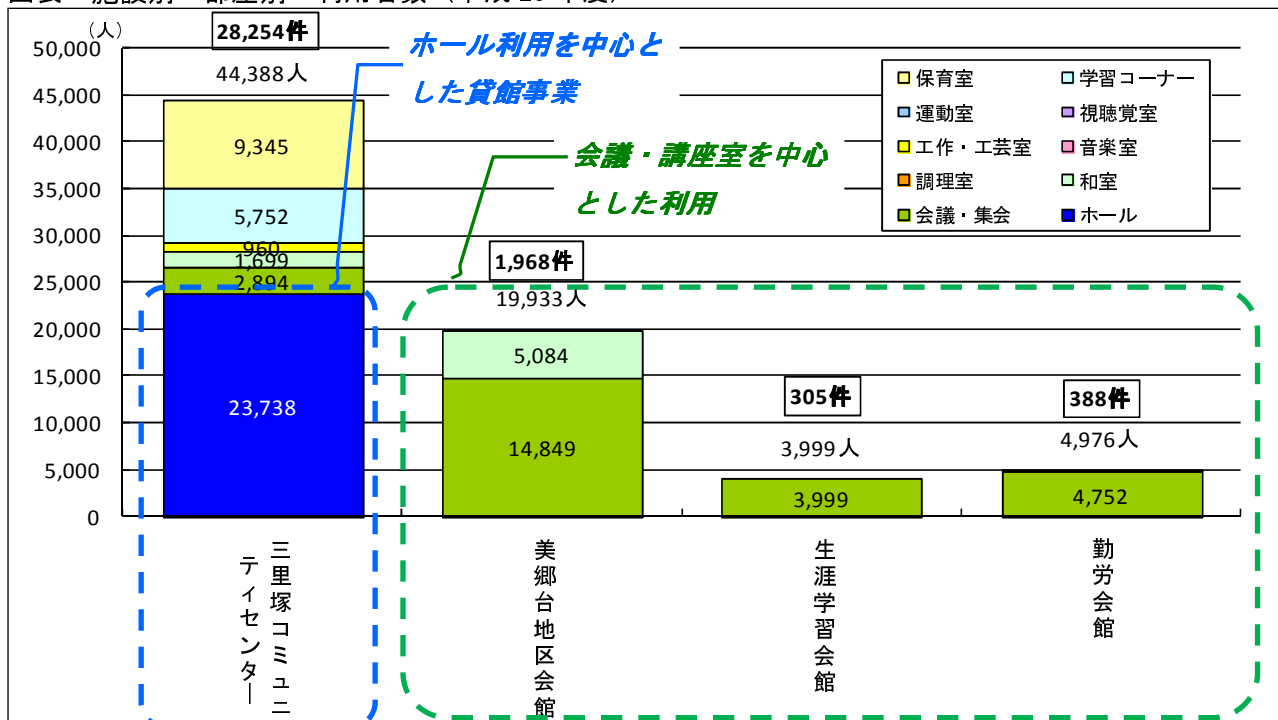 （人）
50,000
45,000
40,000
35,000
30,000
25,000
20,000
15,000
10,000
5,000
0
28,254件
44,388人
9,345
5,752
960
1,699
2,894
23,738
ホール利用を中心と
した貸館事業
会議・講座室を中心
とした利用
1,968件
19,933人
5,084
14,849
305件
3,999人
3,999
388件
4,976人
4,752
保育室
学習コーナー
運動室
視聴覚室
工作・工芸室
音楽室
調理室
和室
会議・集会
ホール
三里塚コミュニ
ティセンター
美郷台地区会館
生涯学習会館
勤労会館